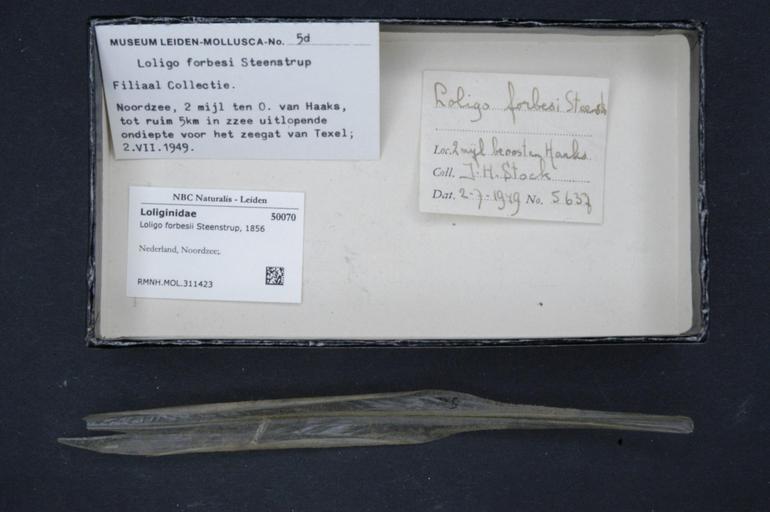 MUSEUM LEIDEN-MOLLUSCA-No. 5d
Loligo forbesi Steenstrup
Filiaal Collectie.
Noordzee, 2 mijl ten O. van Haaks,
tot ruim 5km in zzee uitlopende
ondiepte voor het zeegat van Texel;
2.VII.1949.
Loligo forbesi Steenstr
Loc. 2 mijl beoosten Haaks
Coll. J. H. Stock
Dat. 2-7-1949 No. 5637
NBC Naturalis - Leiden
Loliginidae 50070
Loligo forbesii Steenstrup, 1856
Nederland, Noordzee;.
RMNH.MOL.311423